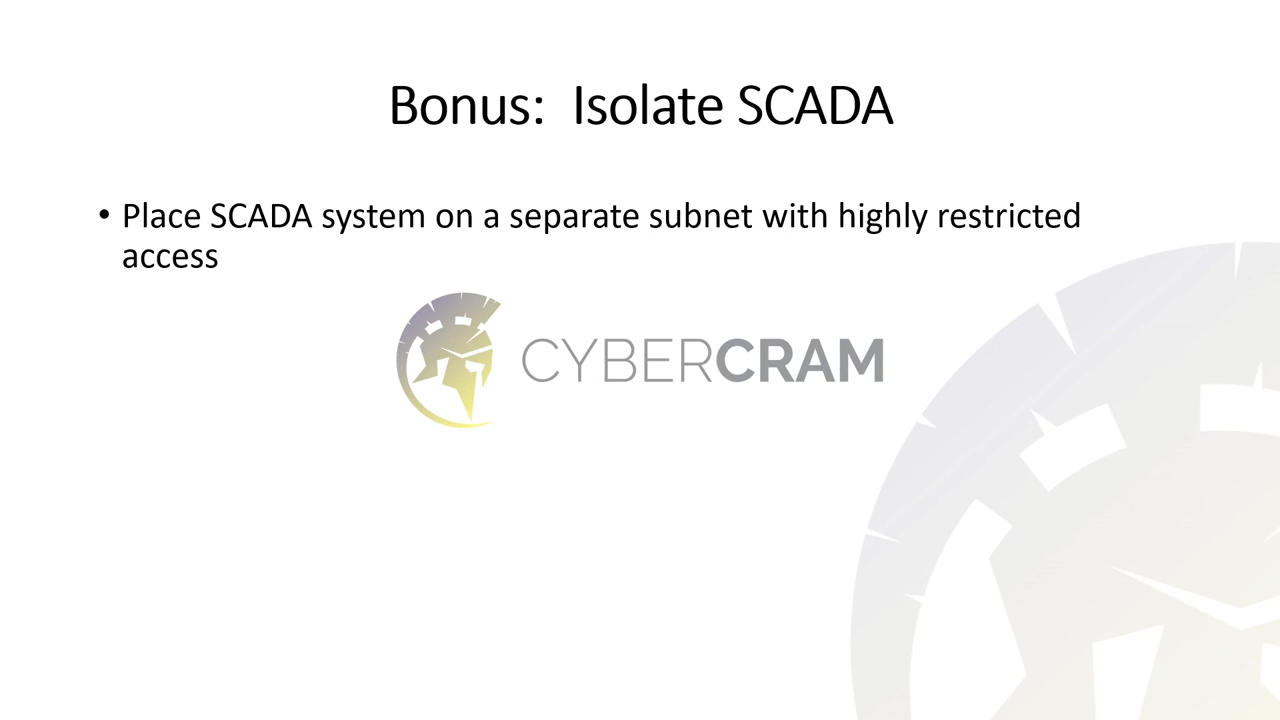 Bonus:  Isolate SCADA
• Place SCADA system on a separate subnet with highly restricted
access
CYBERCRAM